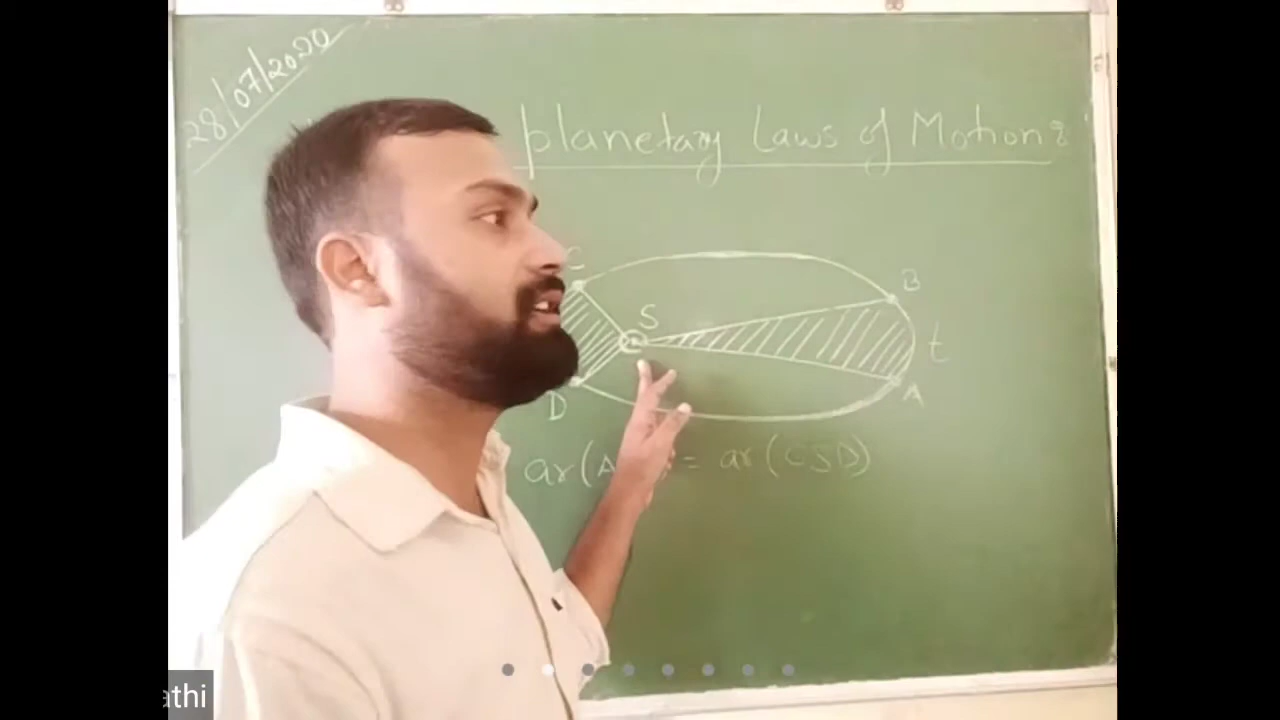 28/07/2020
planetary Laws of Motion:
C
B
S
t
D
A
ar(A = ar(CSD)
athi